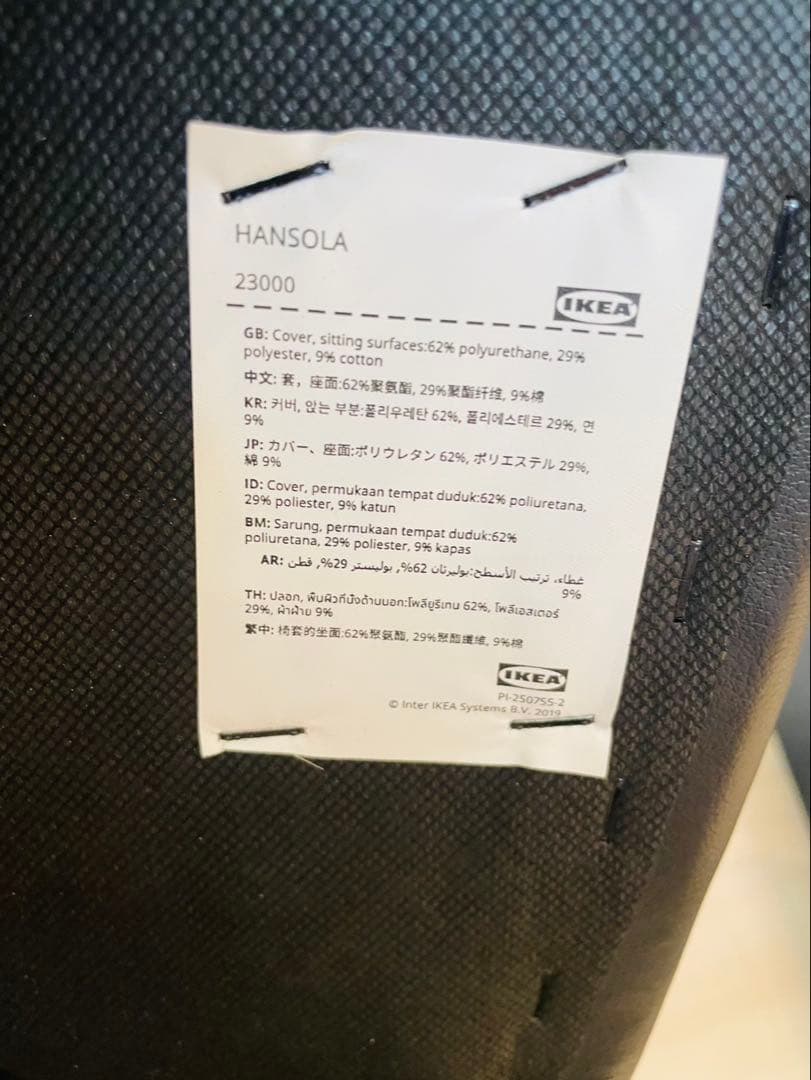 HANSOLA
23000
IKEA
GB: Cover, sitting surfaces:62% polyurethane, 29%
polyester, 9% cotton
中文: 套，座面:62%聚氨酯, 29%聚酯纤维, 9%棉
KR: 커버, 앉는 부분:폴리우레탄 62%, 폴리에스테르 29%, 면
9%
JP: カバー、座面:ポリウレタン 62%, ポリエステル 29%,
綿 9%
ID: Cover, permukaan tempat duduk:62% poliuretana,
29% poliester, 9% katun
BM: Sarung, permukaan tempat duduk:62%
poliuretana, 29% poliester, 9% kapas
AR: غطاء، ترتيب الأسطح:بوليرثان 62%, بوليستر 29%, قطن
9%
TH: ปลอก, พื้นผิวที่นั่งด้านนอก:โพลียูรีเทน 62%, โพลีเอสเตอร์
29%, ผ้าฝ้าย 9%
繁中: 椅套的坐面:62%聚氨酯, 29%聚酯纖維, 9%棉
IKEA
PI-250755-2
© Inter IKEA Systems B.V. 2019